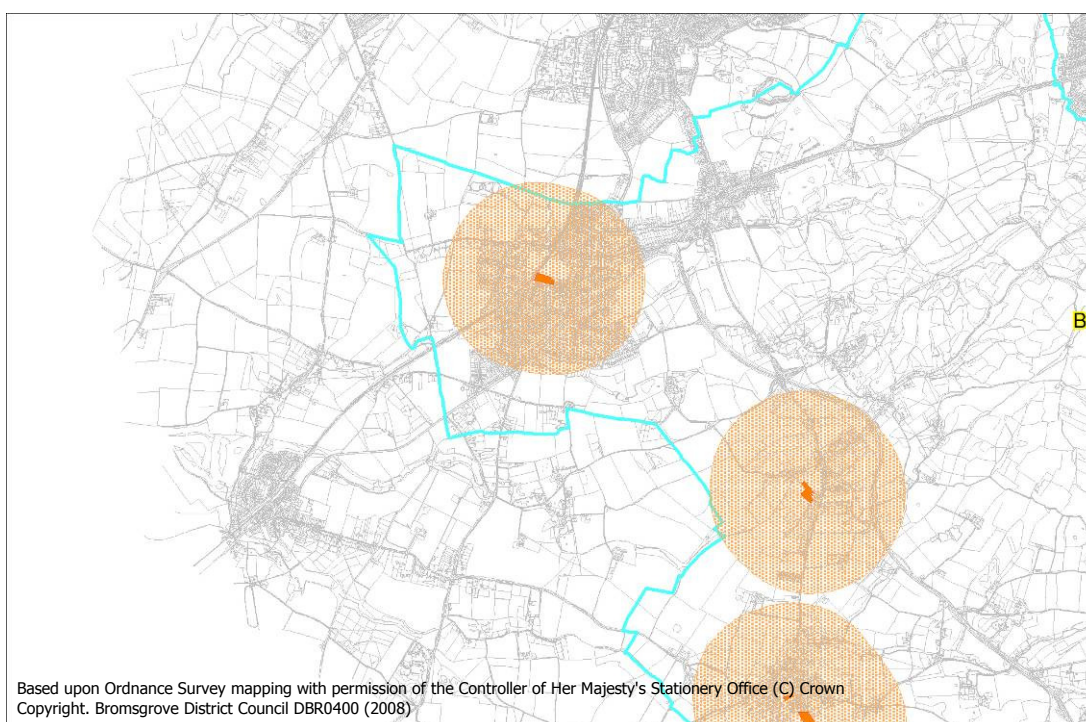 B
Based upon Ordnance Survey mapping with permission of the Controller of Her Majesty's Stationery Office (C) Crown
Copyright. Bromsgrove District Council DBR0400 (2008)